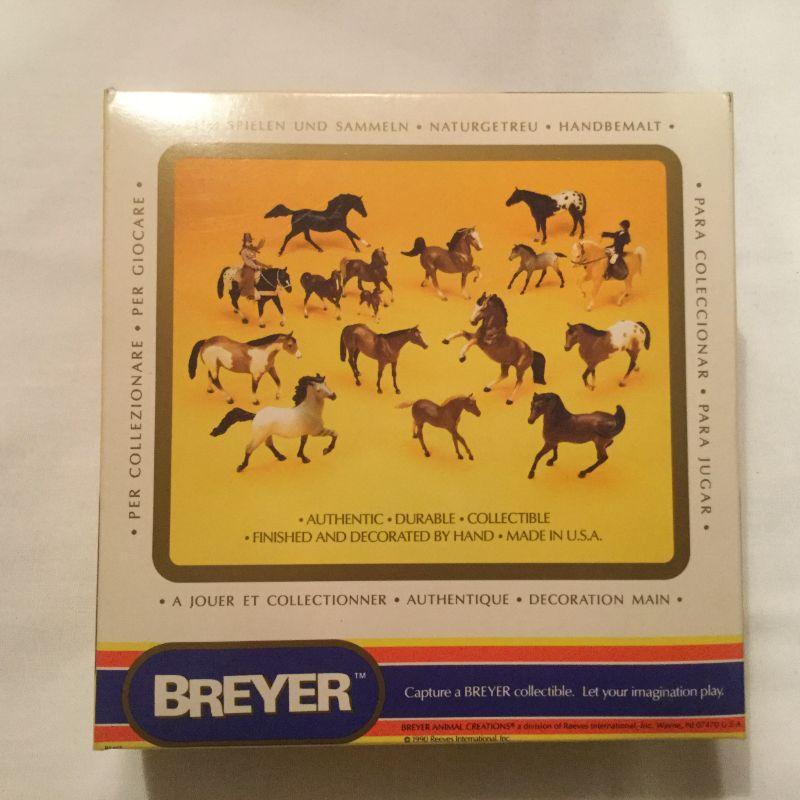 SPIELEN UND SAMMELN • NATURGETREU • HANDBEMALT •
• PER COLLEZIONARE • PER GIOCARE •
• PARA COLECCIONAR • PARA JUGAR •
• AUTHENTIC • DURABLE • COLLECTIBLE
• FINISHED AND DECORATED BY HAND • MADE IN U.S.A.
• A JOUER ET COLLECTIONNER • AUTHENTIQUE • DECORATION MAIN •
BREYER™
Capture a BREYER collectible. Let your imagination play.
BREYER ANIMAL CREATIONS® a division of Reeves International, Inc. Wayne, NJ 07470 U.S.A.
© 1990 Reeves International, Inc.